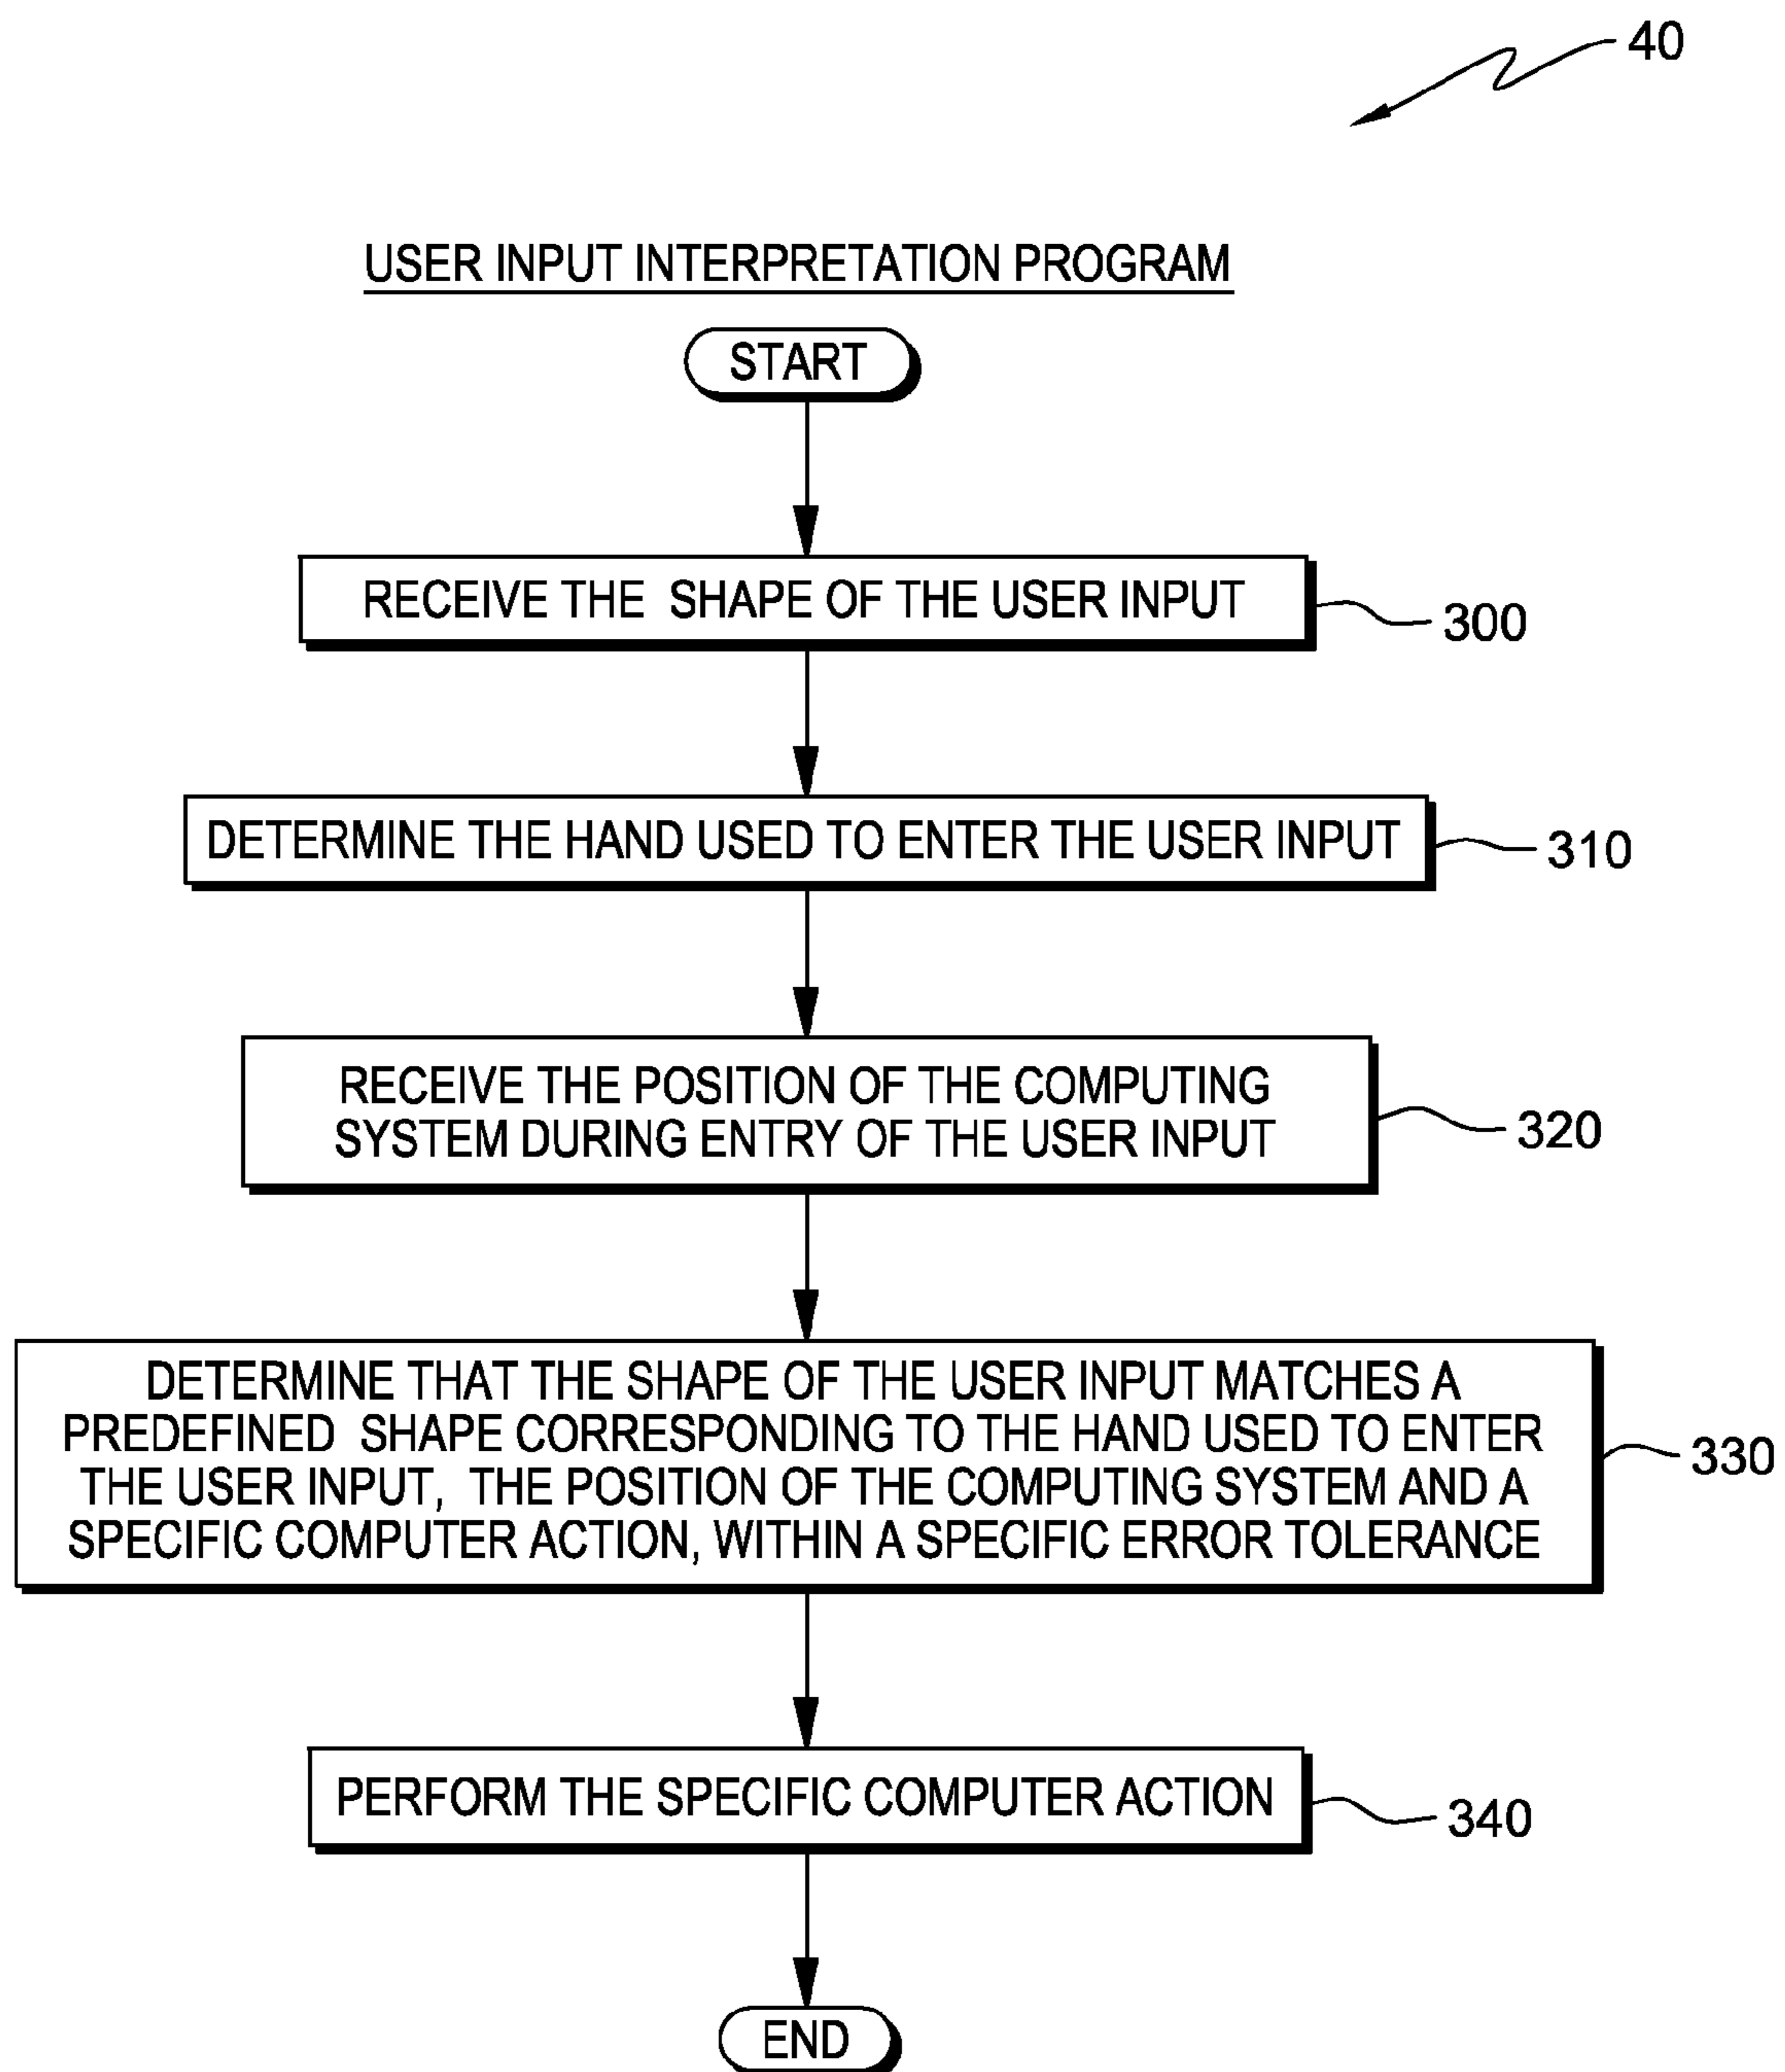 40
USER INPUT INTERPRETATION PROGRAM
START
RECEIVE THE SHAPE OF THE USER INPUT
300
DETERMINE THE HAND USED TO ENTER THE USER INPUT
310
RECEIVE THE POSITION OF THE COMPUTING
SYSTEM DURING ENTRY OF THE USER INPUT
320
DETERMINE THAT THE SHAPE OF THE USER INPUT MATCHES A
PREDEFINED SHAPE CORRESPONDING TO THE HAND USED TO ENTER
THE USER INPUT, THE POSITION OF THE COMPUTING SYSTEM AND A
SPECIFIC COMPUTER ACTION, WITHIN A SPECIFIC ERROR TOLERANCE
330
PERFORM THE SPECIFIC COMPUTER ACTION
340
END